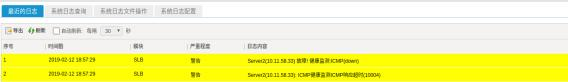 最近的日志 系统日志查询 系统日志文件操作 系统日志配置
导出 刷新 自动刷新 每隔 30 秒
序号 时间 模块 严重程度 日志内容
1 2019-02-12 18:57:29 SLB 警告 Server2(10.11.58.33) 故障! 健康监测:ICMP(down)
2 2019-02-12 18:57:29 SLB 警告 Server2(10.11.58.33): ICMP健康监测ICMP响应超时(10004)